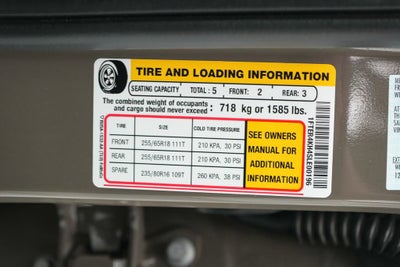 TIRE AND LOADING INFORMATION
SEATING CAPACITY TOTAL : 5 FRONT: 2 REAR: 3
The combined weight of occupants
and cargo should never exceed : 718 kg or 1585 lbs.
TIRE SIZE COLD TIRE PRESSURE
FRONT 255/65R18 111T 210 KPA, 30 PSI
REAR 255/65R18 111T 210 KPA, 30 PSI
SPARE 235/80R16 109T 260 KPA, 38 PSI
SEE OWNERS
MANUAL FOR
ADDITIONAL
INFORMATION